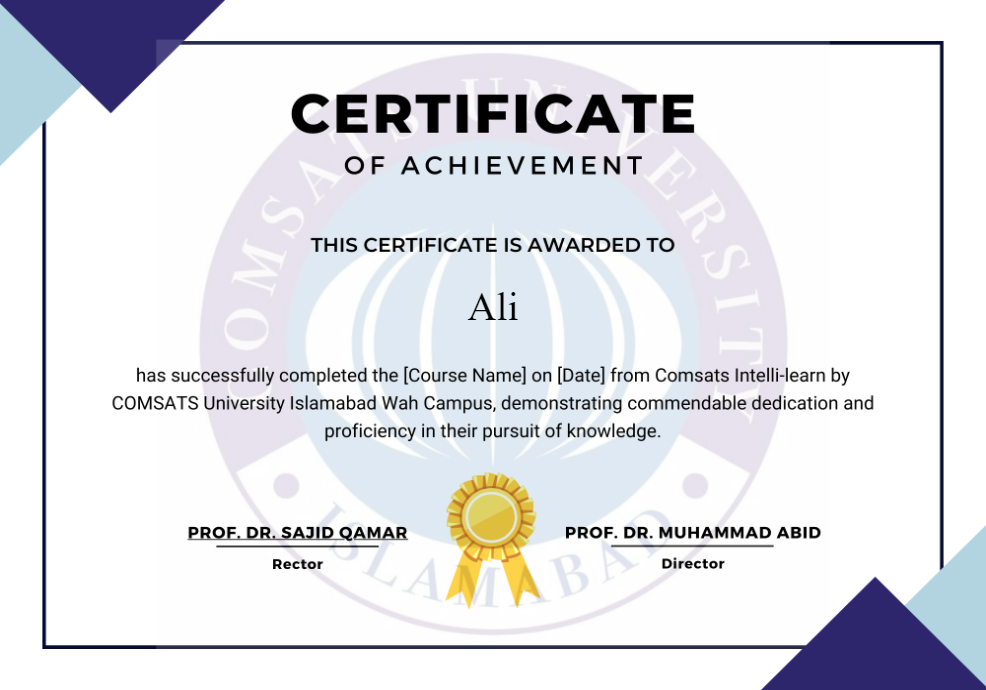 CERTIFICATE
OF ACHIEVEMENT
THIS CERTIFICATE IS AWARDED TO
Ali
has successfully completed the [Course Name] on [Date] from Comsats Intelli-learn by
COMSATS University Islamabad Wah Campus, demonstrating commendable dedication and
proficiency in their pursuit of knowledge.
PROF. DR. SAJID QAMAR
Rector
PROF. DR. MUHAMMAD ABID
Director
COMSATS UNIVERSITY
ISLAMABAD